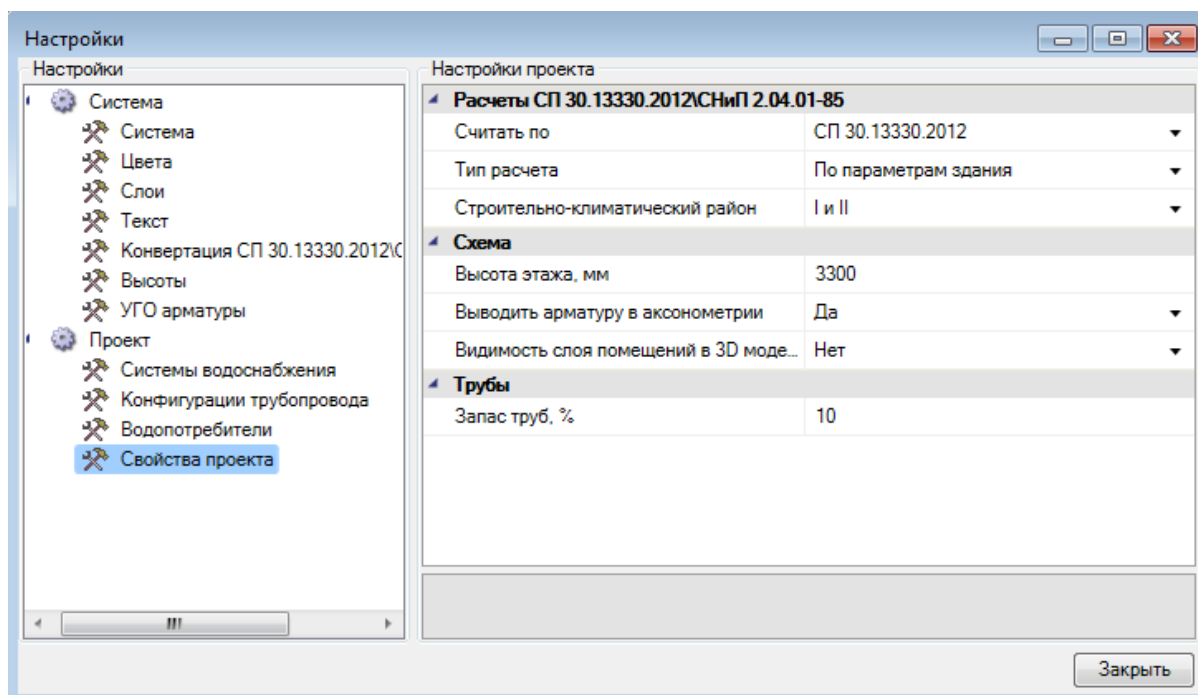 Настройки
Настройки
Система
Система
Цвета
Слои
Текст
Конвертация СП 30.13330.2012\С
Высоты
УГО арматуры
Проект
Системы водоснабжения
Конфигурации трубопровода
Водопотребители
Свойства проекта
Настройки проекта
Расчеты СП 30.13330.2012\СНиП 2.04.01-85
Считать по СП 30.13330.2012
Тип расчета По параметрам здания
Строительно-климатический район I и II
Схема
Высота этажа, мм 3300
Выводить арматуру в аксонометрии Да
Видимость слоя помещений в 3D моде... Нет
Трубы
Запас труб, % 10
Закрыть